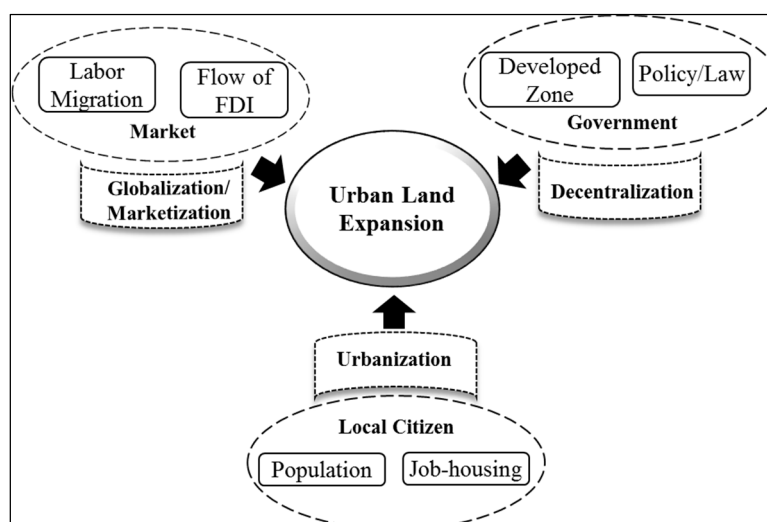 Labor
Migration
Flow of
FDI
Market
Globalization/
Marketization
Developed
Zone
Policy/Law
Government
Decentralization
Urban Land
Expansion
Urbanization
Local Citizen
Population
Job-housing